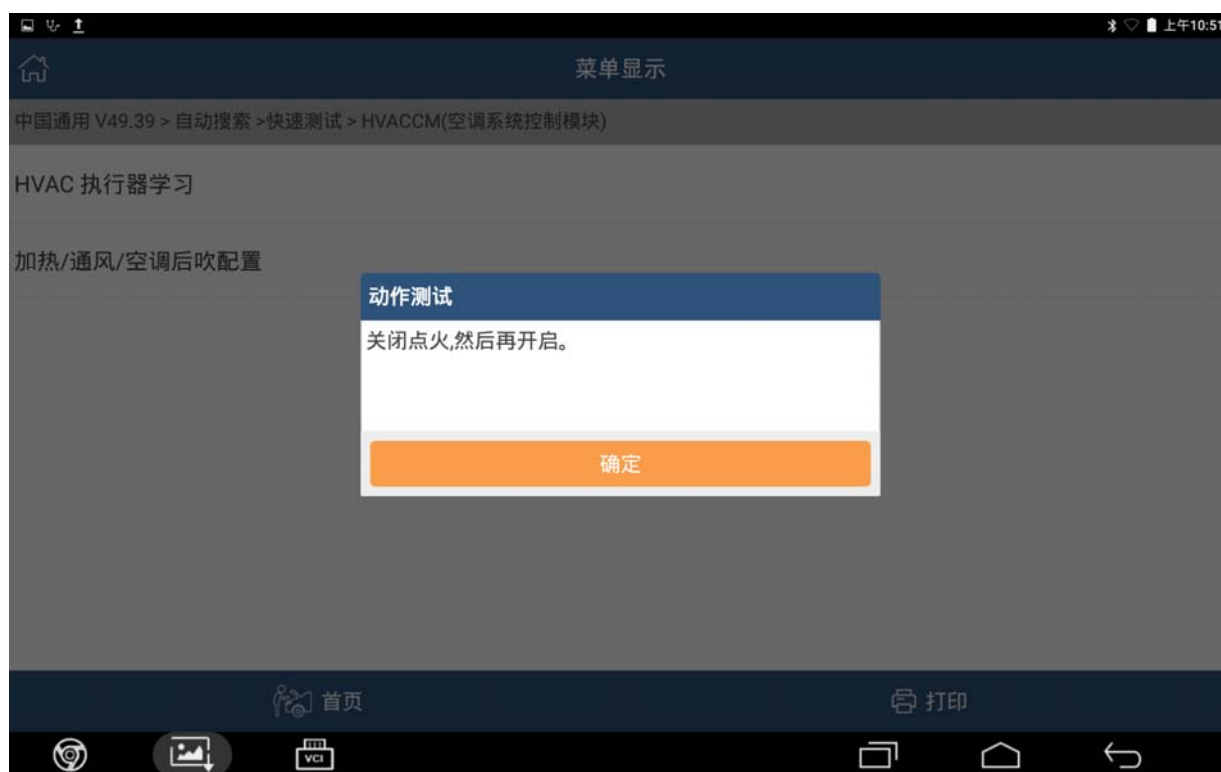 上午10:51
菜单显示
中国通用 V49.39 > 自动搜索 >快速测试 > HVACCM(空调系统控制模块)
HVAC 执行器学习
加热/通风/空调后吹配置
动作测试
关闭点火,然后再开启。
确定
首页
打印
VCI